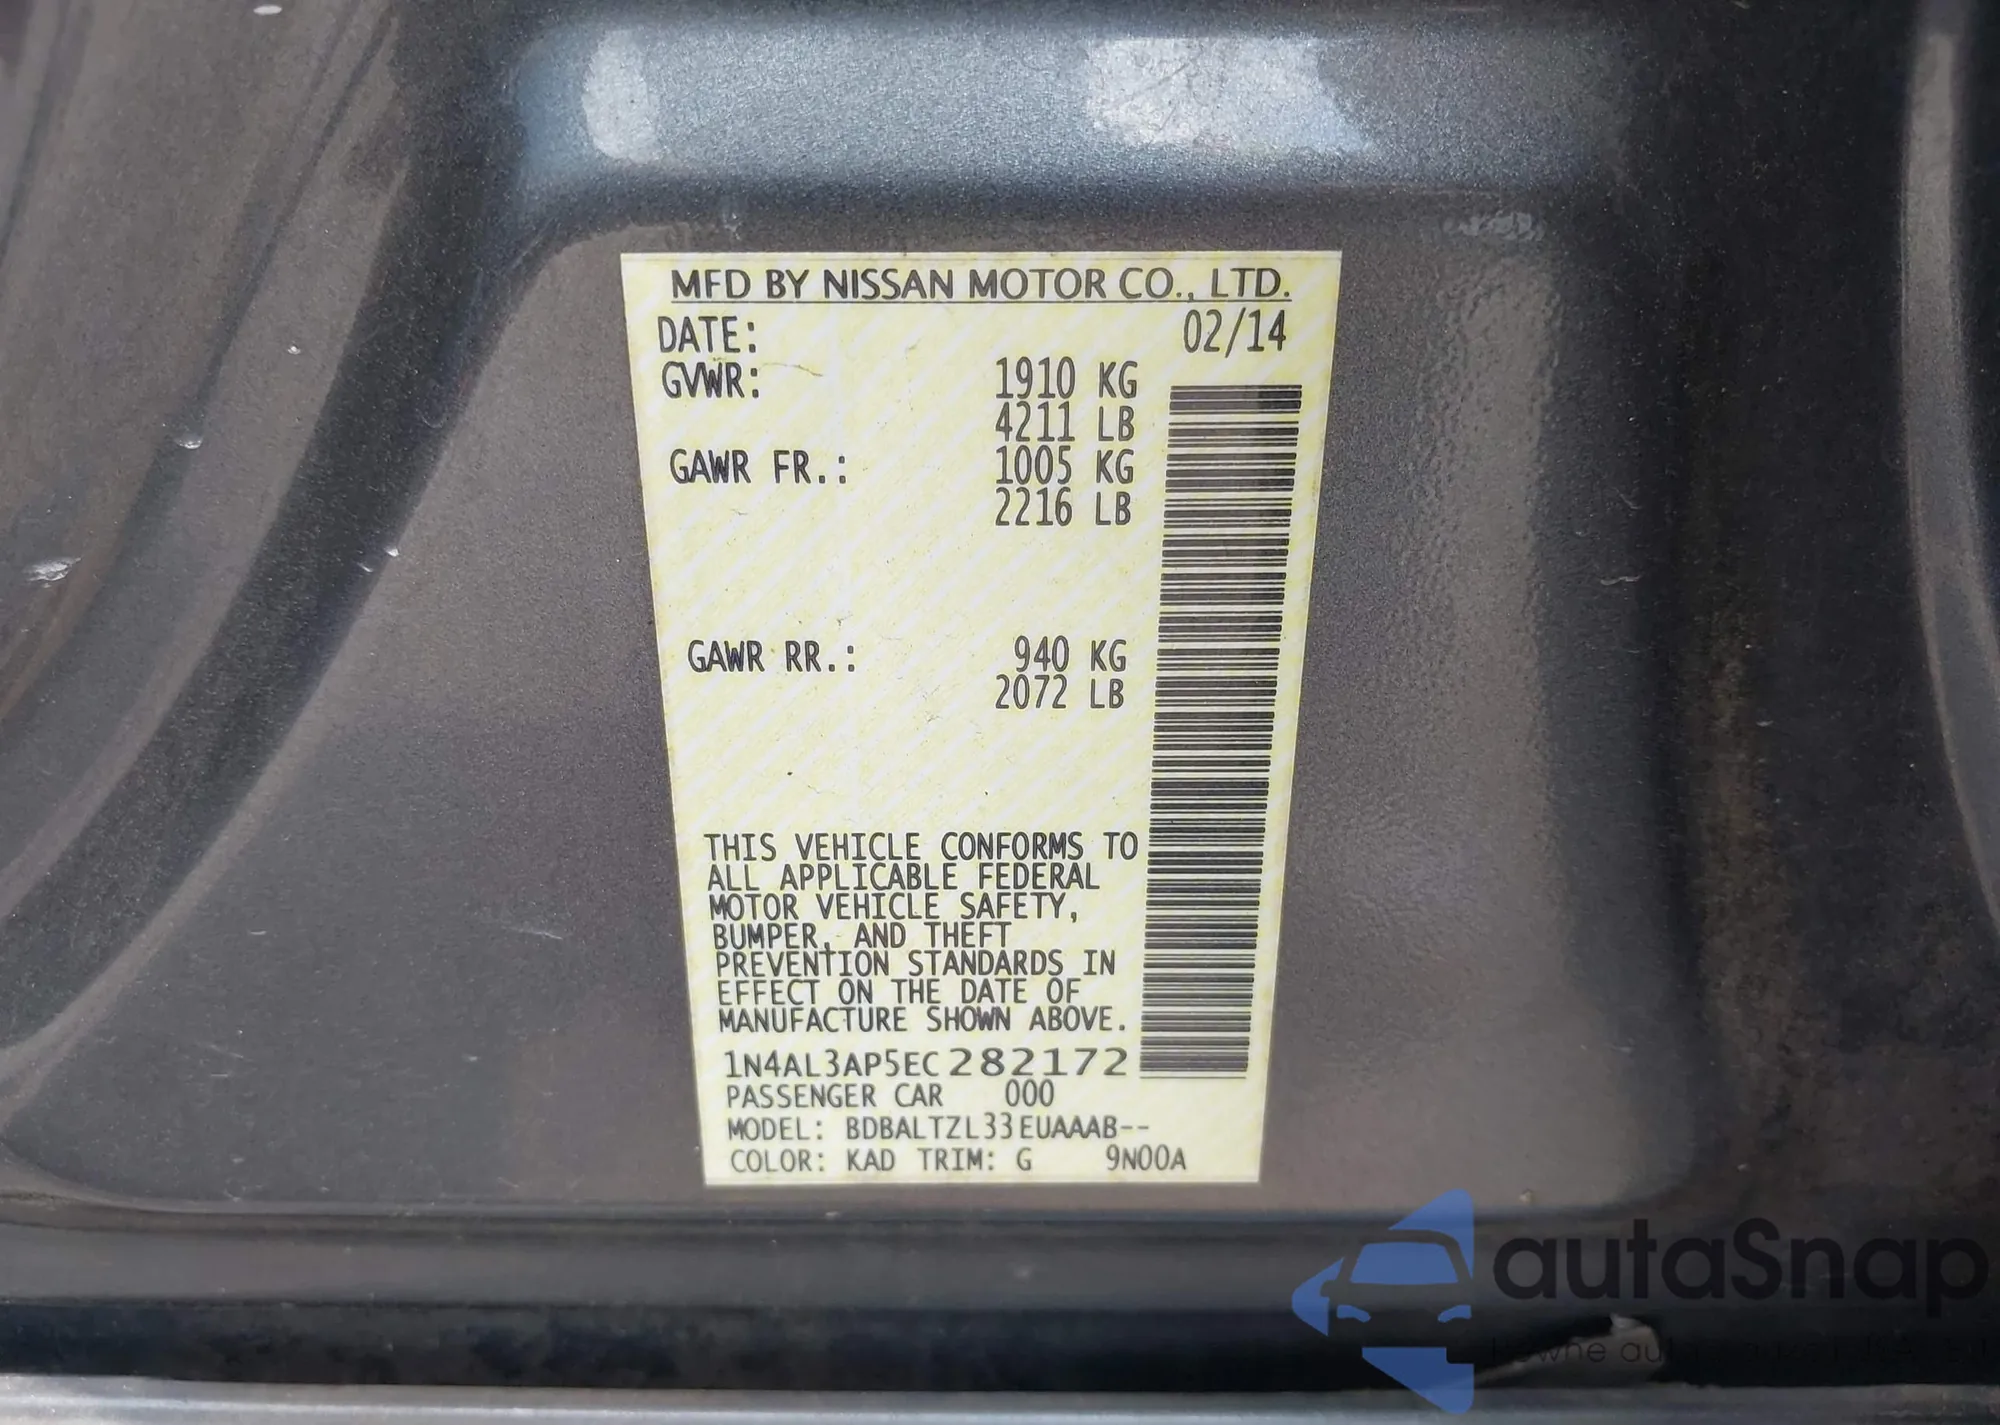 MFD BY NISSAN MOTOR CO., LTD.
DATE: 02/14
GVWR: 1910 KG
4211 LB
GAWR FR.: 1005 KG
2216 LB
GAWR RR.: 940 KG
2072 LB
THIS VEHICLE CONFORMS TO
ALL APPLICABLE FEDERAL
MOTOR VEHICLE SAFETY,
BUMPER, AND THEFT
PREVENTION STANDARDS IN
EFFECT ON THE DATE OF
MANUFACTURE SHOWN ABOVE.
1N4AL3AP5EC282172
PASSENGER CAR 000
MODEL: BDBALTZL33EUAAAB--
COLOR: KAD TRIM: G 9N00A
autaSnap